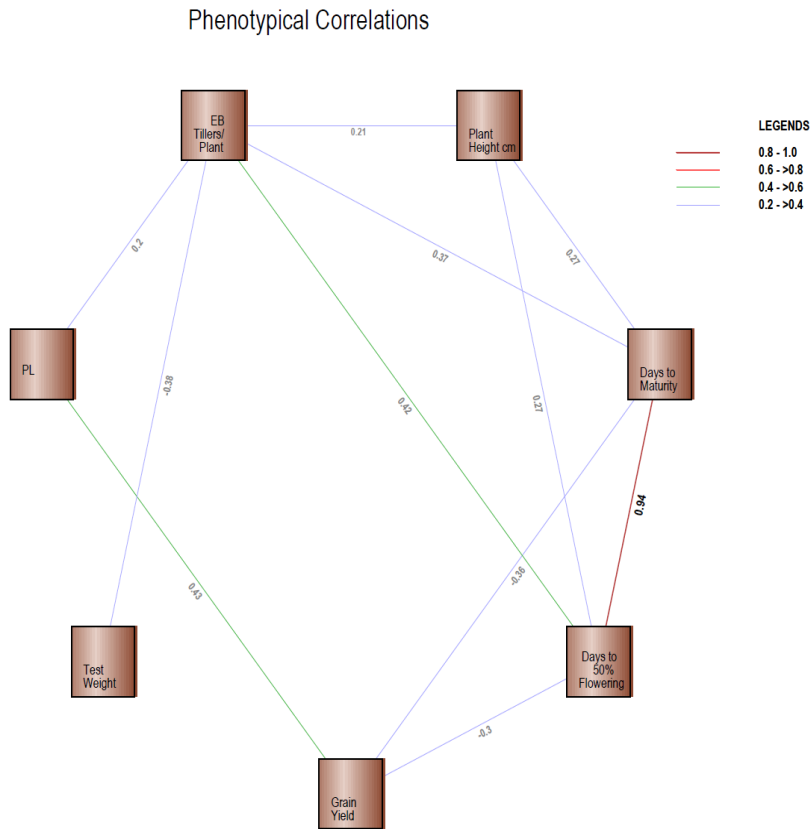 Phenotypical Correlations
EB
Tillers/
Plant
0.21
Plant
Height cm
LEGENDS
0.8 - 1.0
0.6 - >0.8
0.4 - >0.6
0.2 - >0.4
0.2
0.37
0.27
PL
-0.38
0.42
0.27
Days to
Maturity
0.94
0.43
-0.36
Test
Weight
Days to
50%
Flowering
-0.3
Grain
Yield